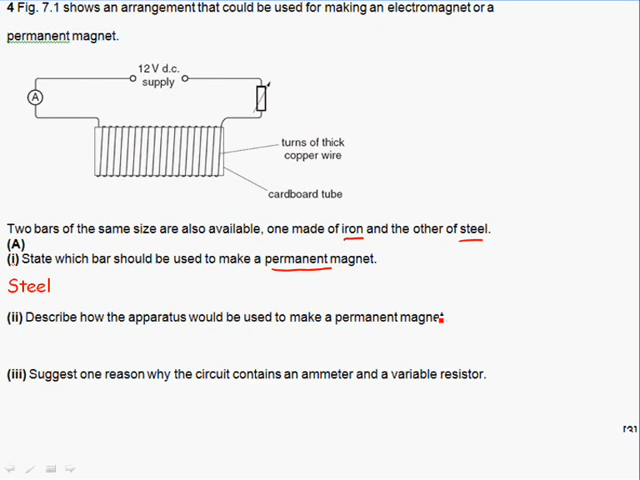 4 Fig. 7.1 shows an arrangement that could be used for making an electromagnet or a
permanent magnet.
12 V d.c.
supply
A
turns of thick
copper wire
cardboard tube
Two bars of the same size are also available, one made of iron and the other of steel.
(A)
(i) State which bar should be used to make a permanent magnet.
Steel
(ii) Describe how the apparatus would be used to make a permanent magnet
(iii) Suggest one reason why the circuit contains an ammeter and a variable resistor.
[3]